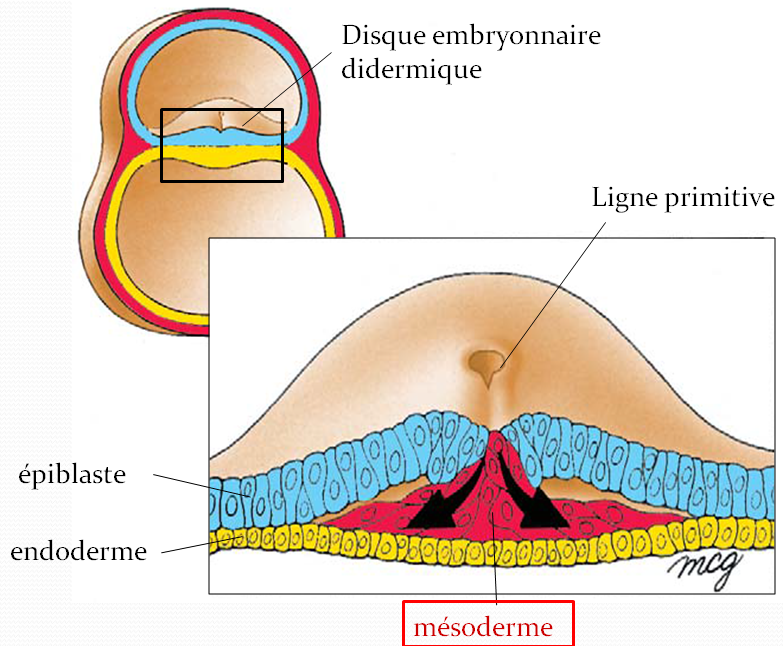 Disque embryonnaire
didermique
Ligne primitive
épiblaste
endoderme
mcg
mésoderme